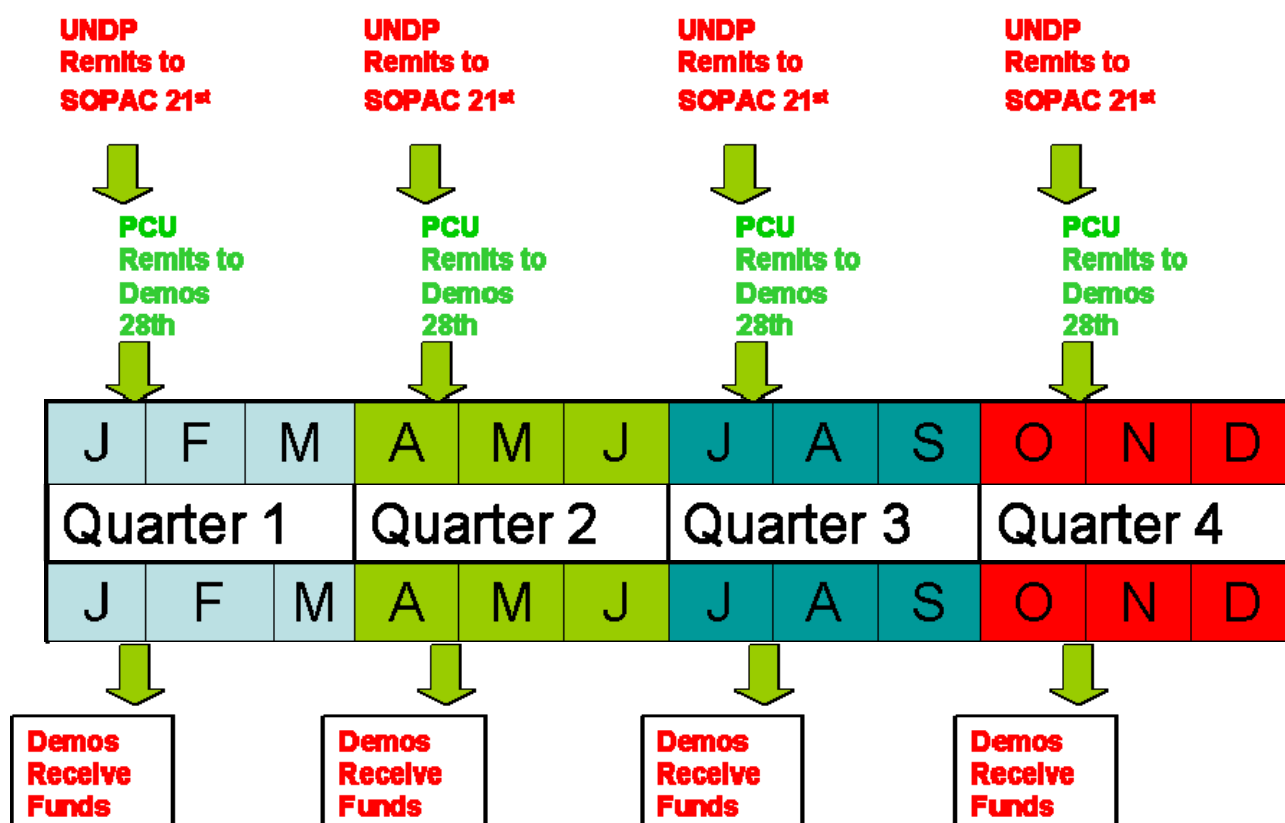 UNDP
Remits to
SOPAC 21st
UNDP
Remits to
SOPAC 21st
UNDP
Remits to
SOPAC 21st
UNDP
Remits to
SOPAC 21st
PCU
Remits to
Demos
28th
PCU
Remits to
Demos
28th
PCU
Remits to
Demos
28th
PCU
Remits to
Demos
28th
J F M A M J J A S O N D
Quarter 1 Quarter 2 Quarter 3 Quarter 4
J F M A M J J A S O N D
Demos
Receive
Funds
Demos
Receive
Funds
Demos
Receive
Funds
Demos
Receive
Funds